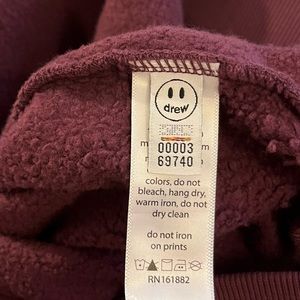 drew
00003
69740
colors, do not
bleach, hang dry,
warm iron, do not
dry clean
do not iron
on prints
RN161882